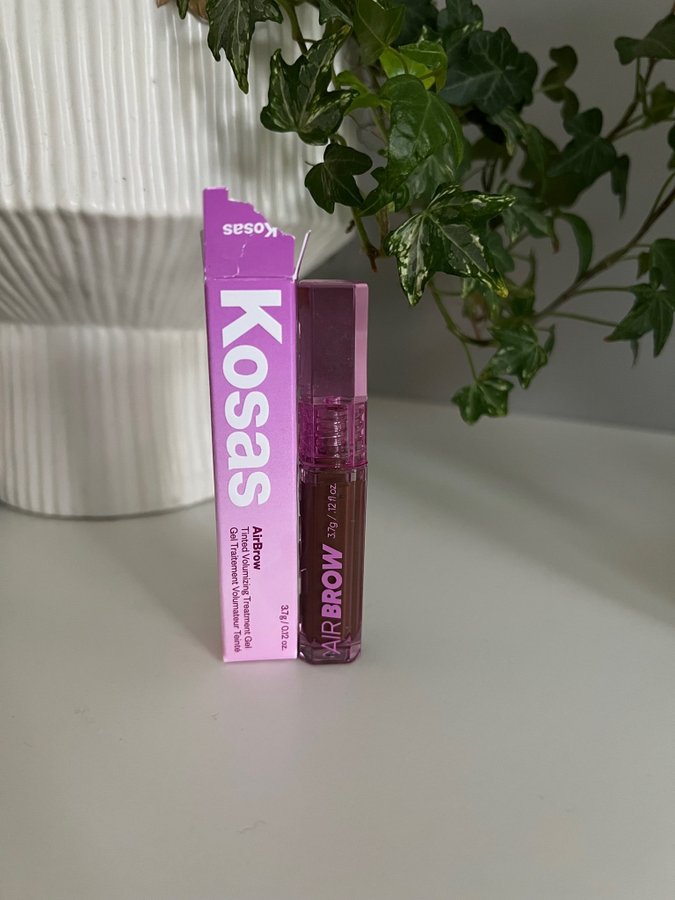 Kosas
Kosas
AirBrow
Tinted Volumizing Treatment Gel
Gel Traitement Volumateur Teinté
3.7g / 0.12 oz.
AIRBROW
3.7g / .12 fl oz